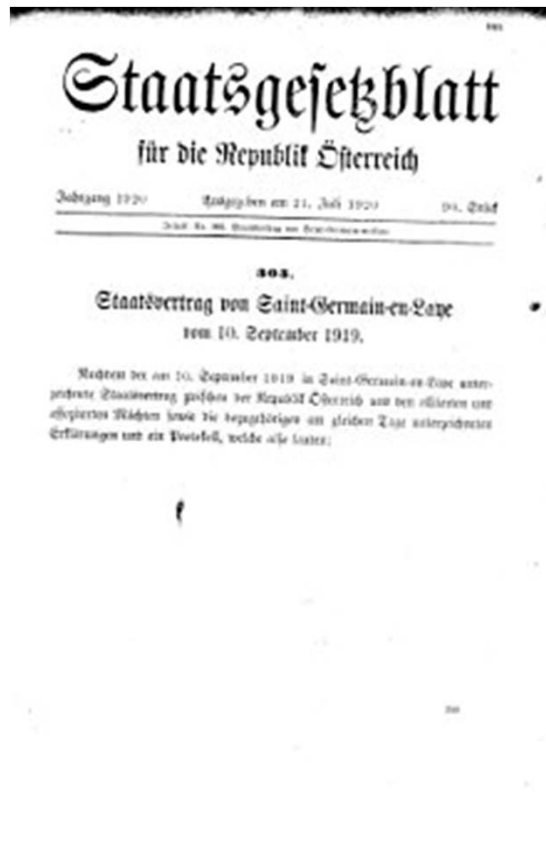 Staatsgesetzblatt
für die Republik Österreich
Jahrgang 1920 Ausgegeben am 21. Juli 1920 90. Stück
303.
Staatsvertrag von Saint-Germain-en-Laye
vom 10. September 1919.
Nachdem der am 10. September 1919 in Saint-Germain-en-Laye unter-
zeichnete Staatsvertrag zwischen der Republik Österreich und den alliierten und
assoziierten Mächten sowie die dazugehörigen am gleichen Tage unterzeichneten
Erklärungen und ein Protokoll, welche also lauten: